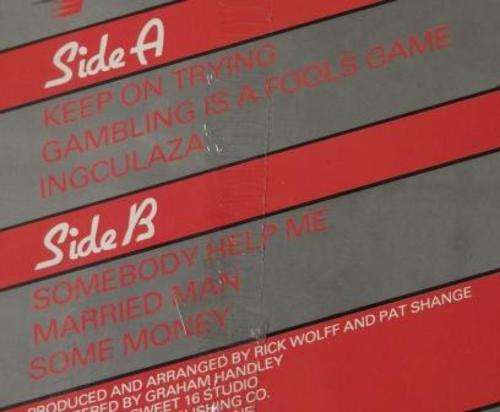 Side A
KEEP ON TRYING
GAMBLING IS A FOOLS GAME
INGCULAZA
Side B
SOMEBODY HELP ME
MARRIED MAN
SOME MONEY
PRODUCED AND ARRANGED BY RICK WOLFF AND PAT SHANGE
BY GRAHAM HANDLEY
SWEET 16 STUDIO
CO.